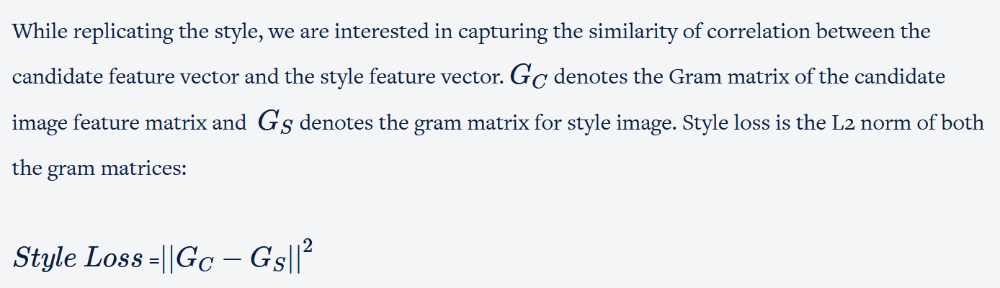 While replicating the style, we are interested in capturing the similarity of correlation between the
candidate feature vector and the style feature vector. G_C denotes the Gram matrix of the candidate
image feature matrix and G_S denotes the gram matrix for style image. Style loss is the L2 norm of both
the gram matrices:
Style Loss =||G_C − G_S||^2